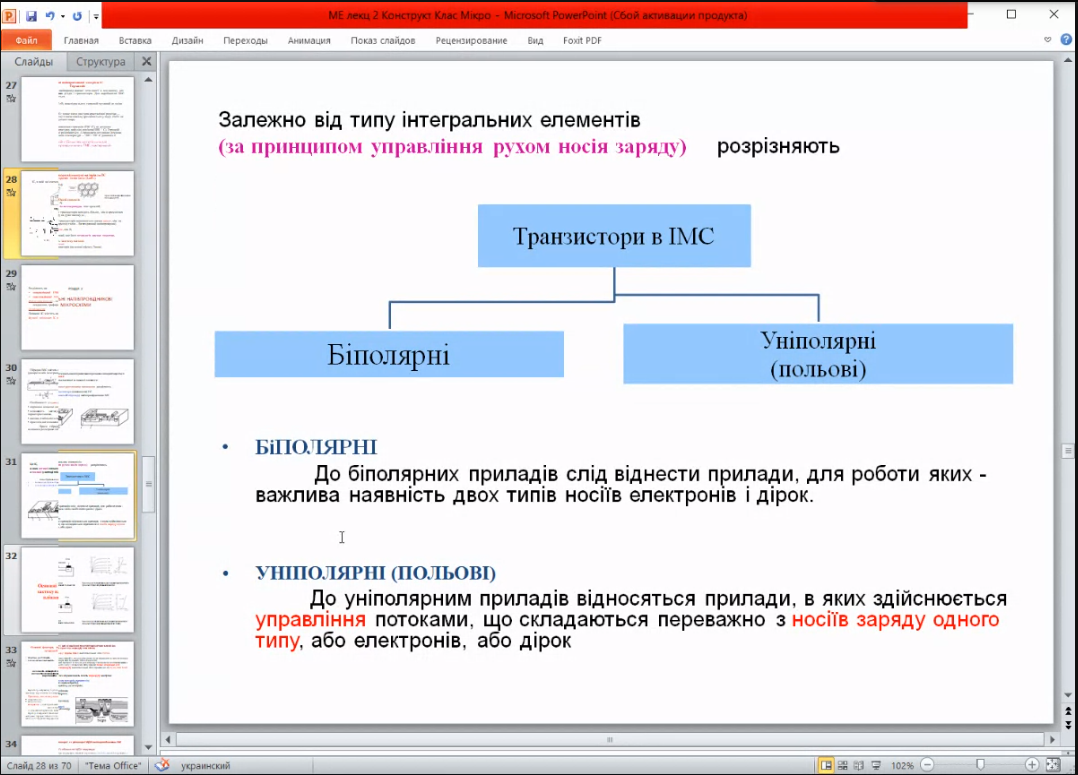 МЕ лекц 2 Конструкт Клас Мікро - Microsoft PowerPoint (Сбой активации продукта)
Файл Главная Вставка Дизайн Переходы Анимация Показ слайдов Рецензирование Вид Foxit PDF
Слайды Структура
27
28
29
30
31
32
33
34
Залежно від типу інтегральних елементів
(за принципом управління рухом носія заряду) розрізняють
Транзистори в ІМС
Біполярні
Уніполярні
(польові)
• БіПОЛЯРНІ
До біполярних приладів слід віднести прилади, для роботи яких -
важлива наявність двох типів носіїв електронів і дірок.
• УНІПОЛЯРНІ (ПОЛЬОВІ)
До уніполярним приладів відносяться прилади, в яких здійснюється
управління потоками, що складаються переважно з носіїв заряду одного
типу, або електронів, або дірок
Слайд 28 из 70 "Тема Office" украинский 102%